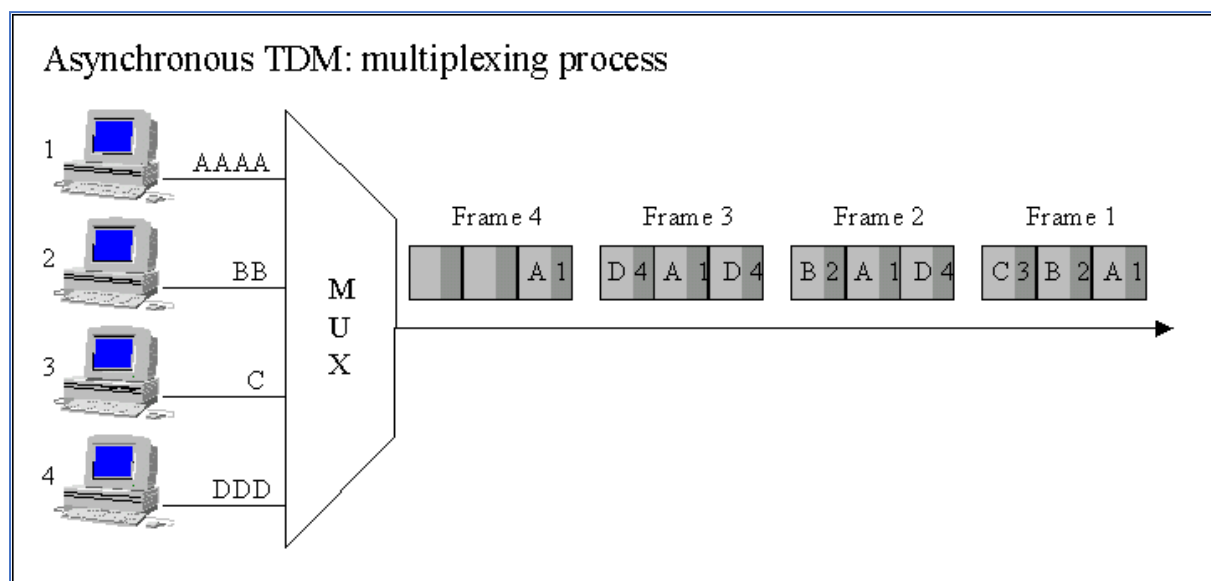 Asynchronous TDM: multiplexing process
1
AAAA
2
BB
3
C
4
DDD
M
U
X
Frame 4 Frame 3 Frame 2 Frame 1
A 1 D 4 A 1 D 4 B 2 A 1 D 4 C 3 B 2 A 1